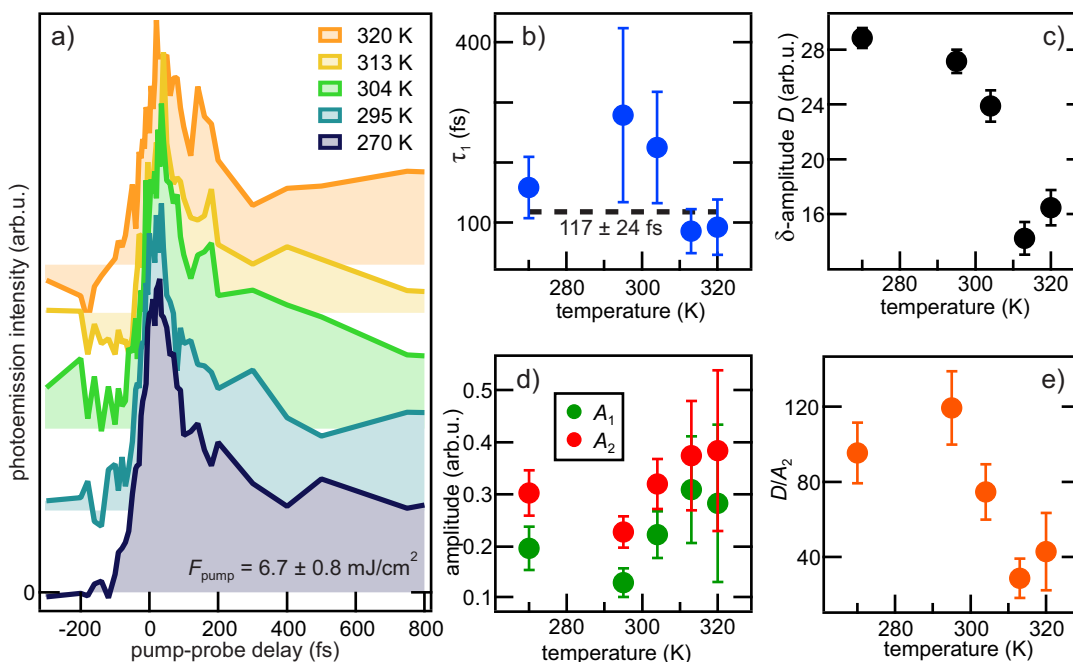 a)
320 K
313 K
304 K
295 K
270 K
photoemission intensity (arb.u.)
F_pump = 6.7 ± 0.8 mJ/cm²
0
-200 0 200 400 600 800
pump-probe delay (fs)
b)
400
100
τ₁ (fs)
117 ± 24 fs
280 300 320
temperature (K)
c)
28
24
20
16
δ-amplitude D (arb.u.)
280 300 320
temperature (K)
d)
A₁
A₂
0.5
0.4
0.3
0.2
0.1
amplitude (arb.u.)
280 300 320
temperature (K)
e)
120
80
40
D/A₂
280 300 320
temperature (K)